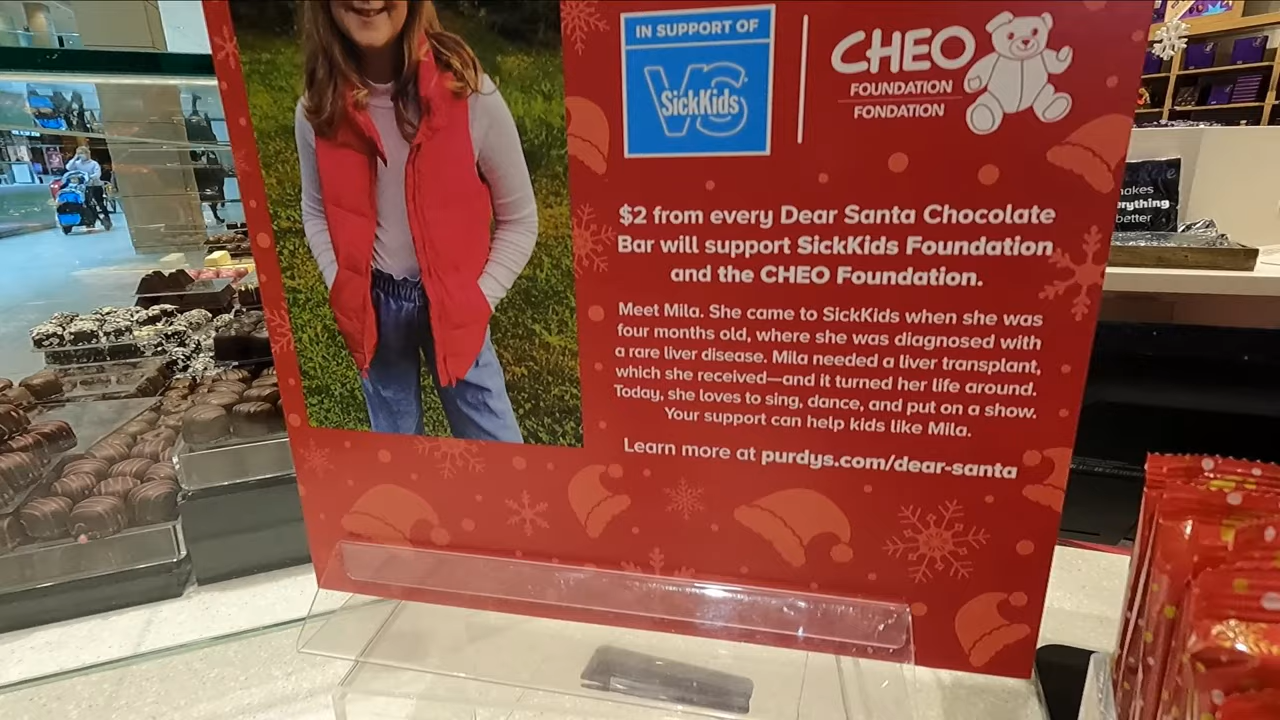 IN SUPPORT OF
VS
SickKids
CHEO
FOUNDATION
FONDATION
$2 from every Dear Santa Chocolate
Bar will support SickKids Foundation
and the CHEO Foundation.
Meet Mila. She came to SickKids when she was
four months old, where she was diagnosed with
a rare liver disease. Mila needed a liver transplant,
which she received—and it turned her life around.
Today, she loves to sing, dance, and put on a show.
Your support can help kids like Mila.
Learn more at purdys.com/dear-santa
better